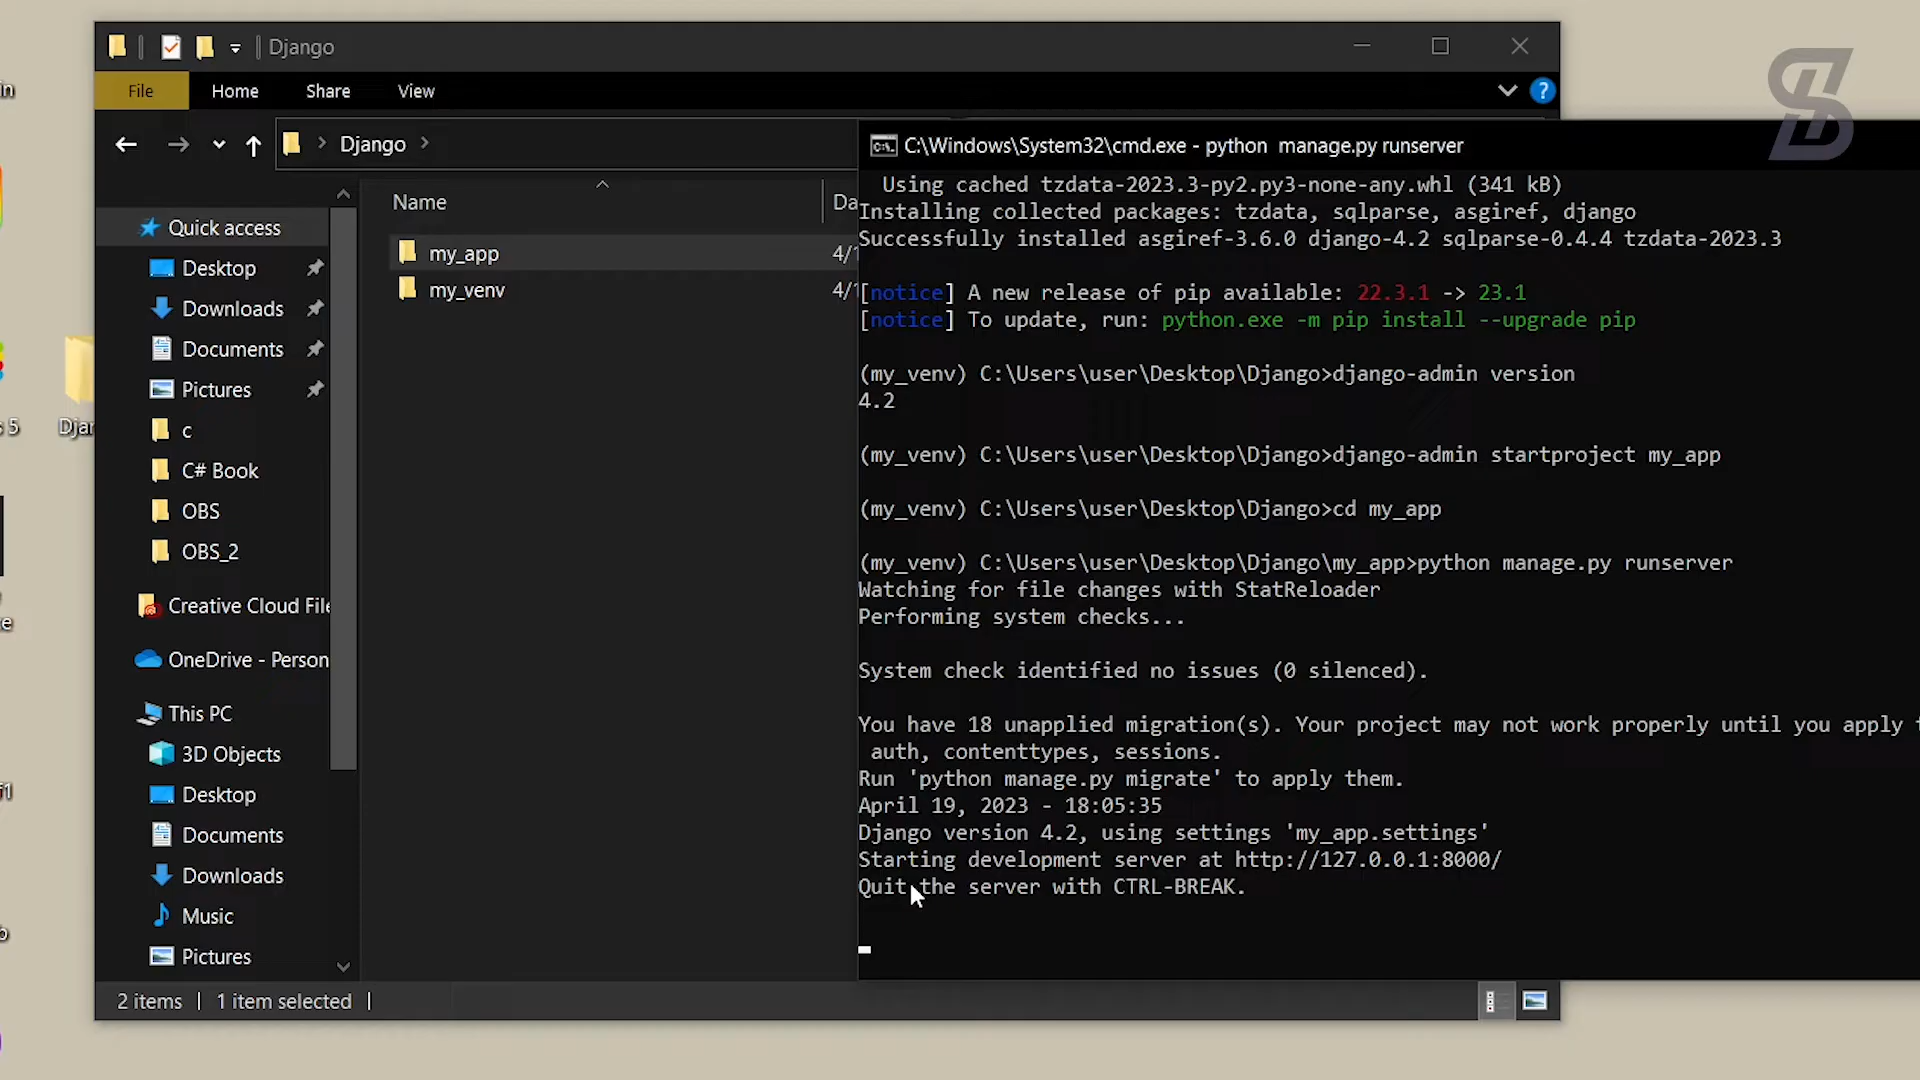 Django
File
Home
Share
View
Django
Name
Da
my_app
4/1
my_venv
4/1
Quick access
Desktop
Downloads
Documents
Pictures
c
C# Book
OBS
OBS_2
Creative Cloud File
OneDrive - Person
This PC
3D Objects
Desktop
Documents
Downloads
Music
Pictures
2 items
1 item selected
C:\Windows\System32\cmd.exe - python  manage.py runserver
Using cached tzdata-2023.3-py2.py3-none-any.whl (341 kB)
Installing collected packages: tzdata, sqlparse, asgiref, django
Successfully installed asgiref-3.6.0 django-4.2 sqlparse-0.4.4 tzdata-2023.3
[notice] A new release of pip available: 22.3.1 -> 23.1
[notice] To update, run: python.exe -m pip install --upgrade pip
(my_venv) C:\Users\user\Desktop\Django>django-admin version
4.2
(my_venv) C:\Users\user\Desktop\Django>django-admin startproject my_app
(my_venv) C:\Users\user\Desktop\Django>cd my_app
(my_venv) C:\Users\user\Desktop\Django\my_app>python manage.py runserver
Watching for file changes with StatReloader
Performing system checks...
System check identified no issues (0 silenced).
You have 18 unapplied migration(s). Your project may not work properly until you apply
auth, contenttypes, sessions.
Run 'python manage.py migrate' to apply them.
April 19, 2023 - 18:05:35
Django version 4.2, using settings 'my_app.settings'
Starting development server at http://127.0.0.1:8000/
Quit the server with CTRL-BREAK.